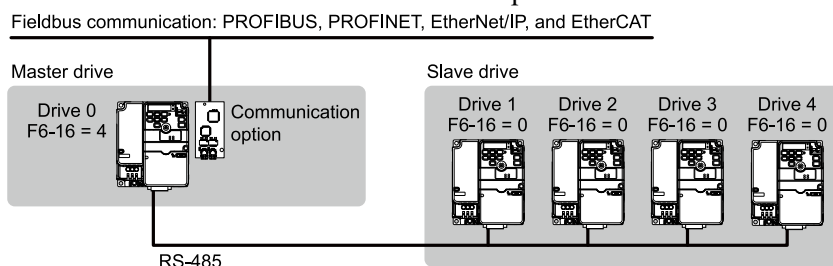 Fieldbus communication: PROFIBUS, PROFINET, EtherNet/IP, and EtherCAT
Master drive
Drive 0
F6-16 = 4
Communication
option
Slave drive
Drive 1
F6-16 = 0
Drive 2
F6-16 = 0
Drive 3
F6-16 = 0
Drive 4
F6-16 = 0
RS-485